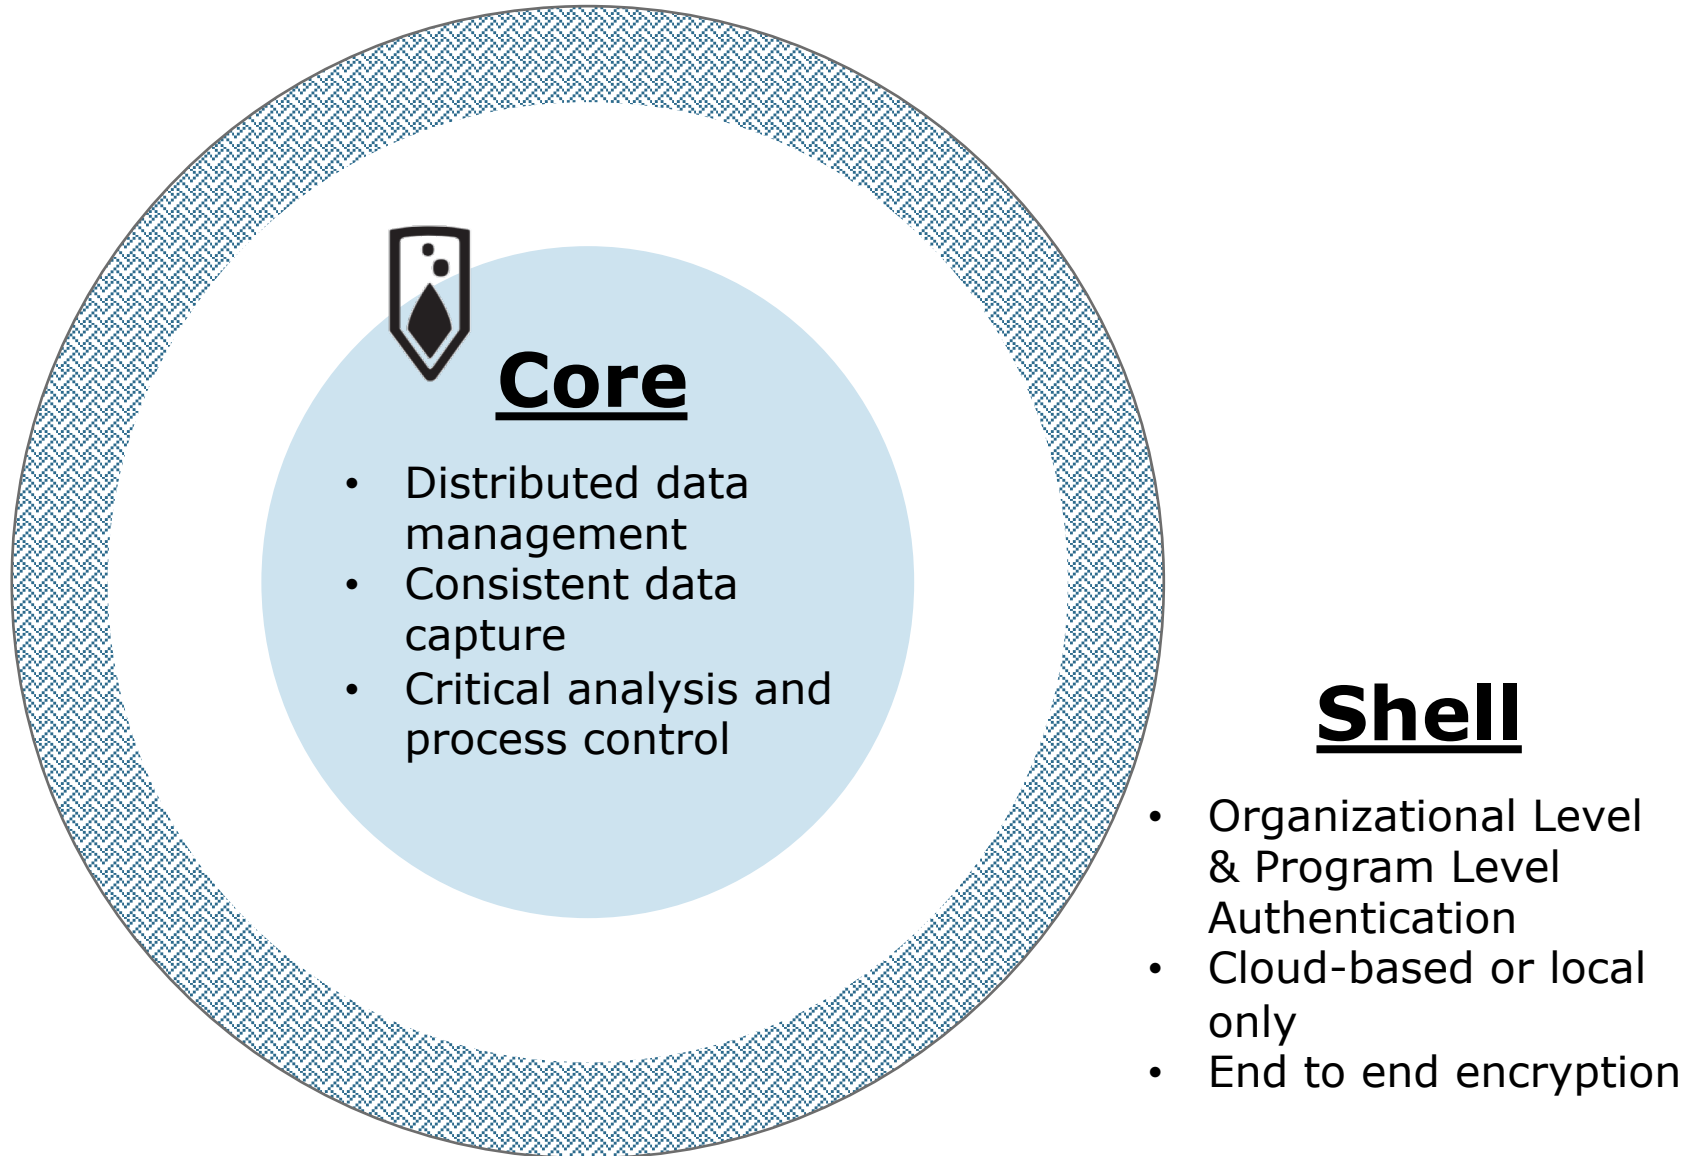 Core
• Distributed data
management
• Consistent data
capture
• Critical analysis and
process control
Shell
• Organizational Level
& Program Level
Authentication
• Cloud-based or local
only
• End to end encryption